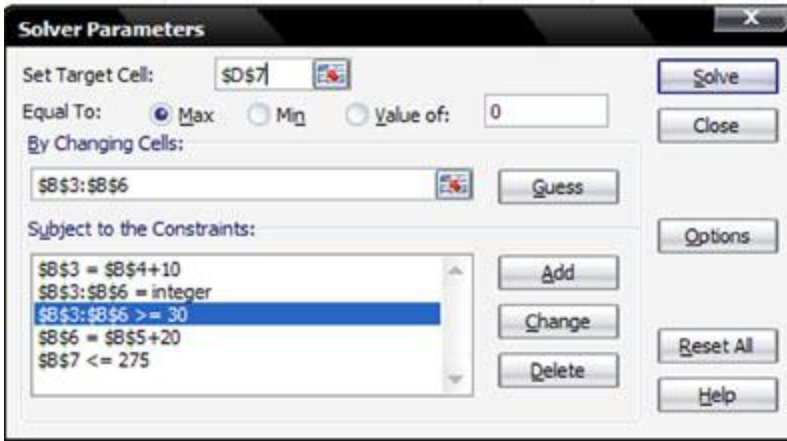 Solver Parameters
Set Target Cell: $D$7
Solve
Equal To: Max Min Value of: 0
Close
By Changing Cells:
$B$3:$B$6
Guess
Subject to the Constraints:
Options
$B$3 = $B$4+10
Add
$B$3:$B$6 = integer
$B$3:$B$6 >= 30
Change
$B$6 = $B$5+20
Reset All
$B$7 <= 275
Delete
Help